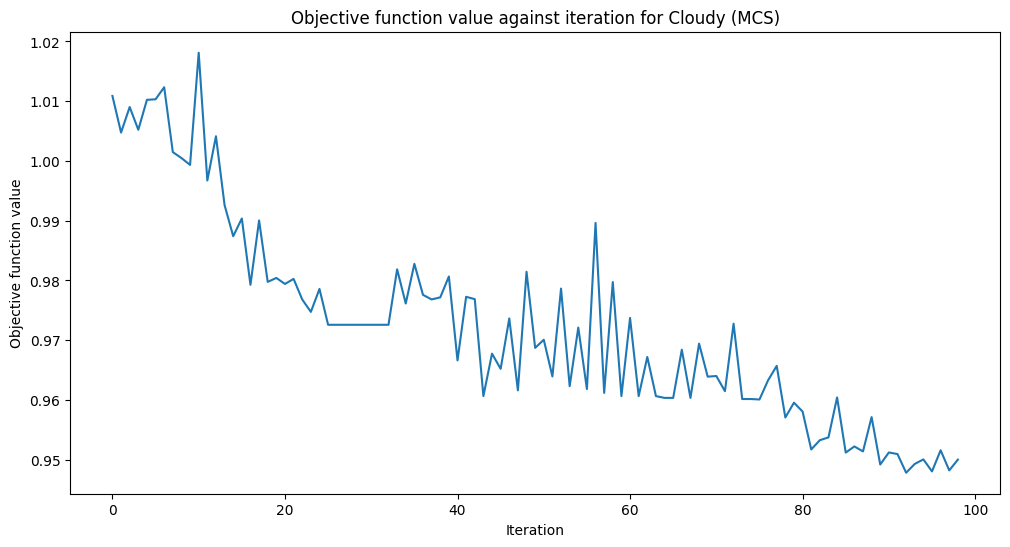 Objective function value against iteration for Cloudy (MCS)
1.02
1.01
1.00
0.99
0.98
0.97
0.96
0.95
Objective function value
0 20 40 60 80 100
Iteration